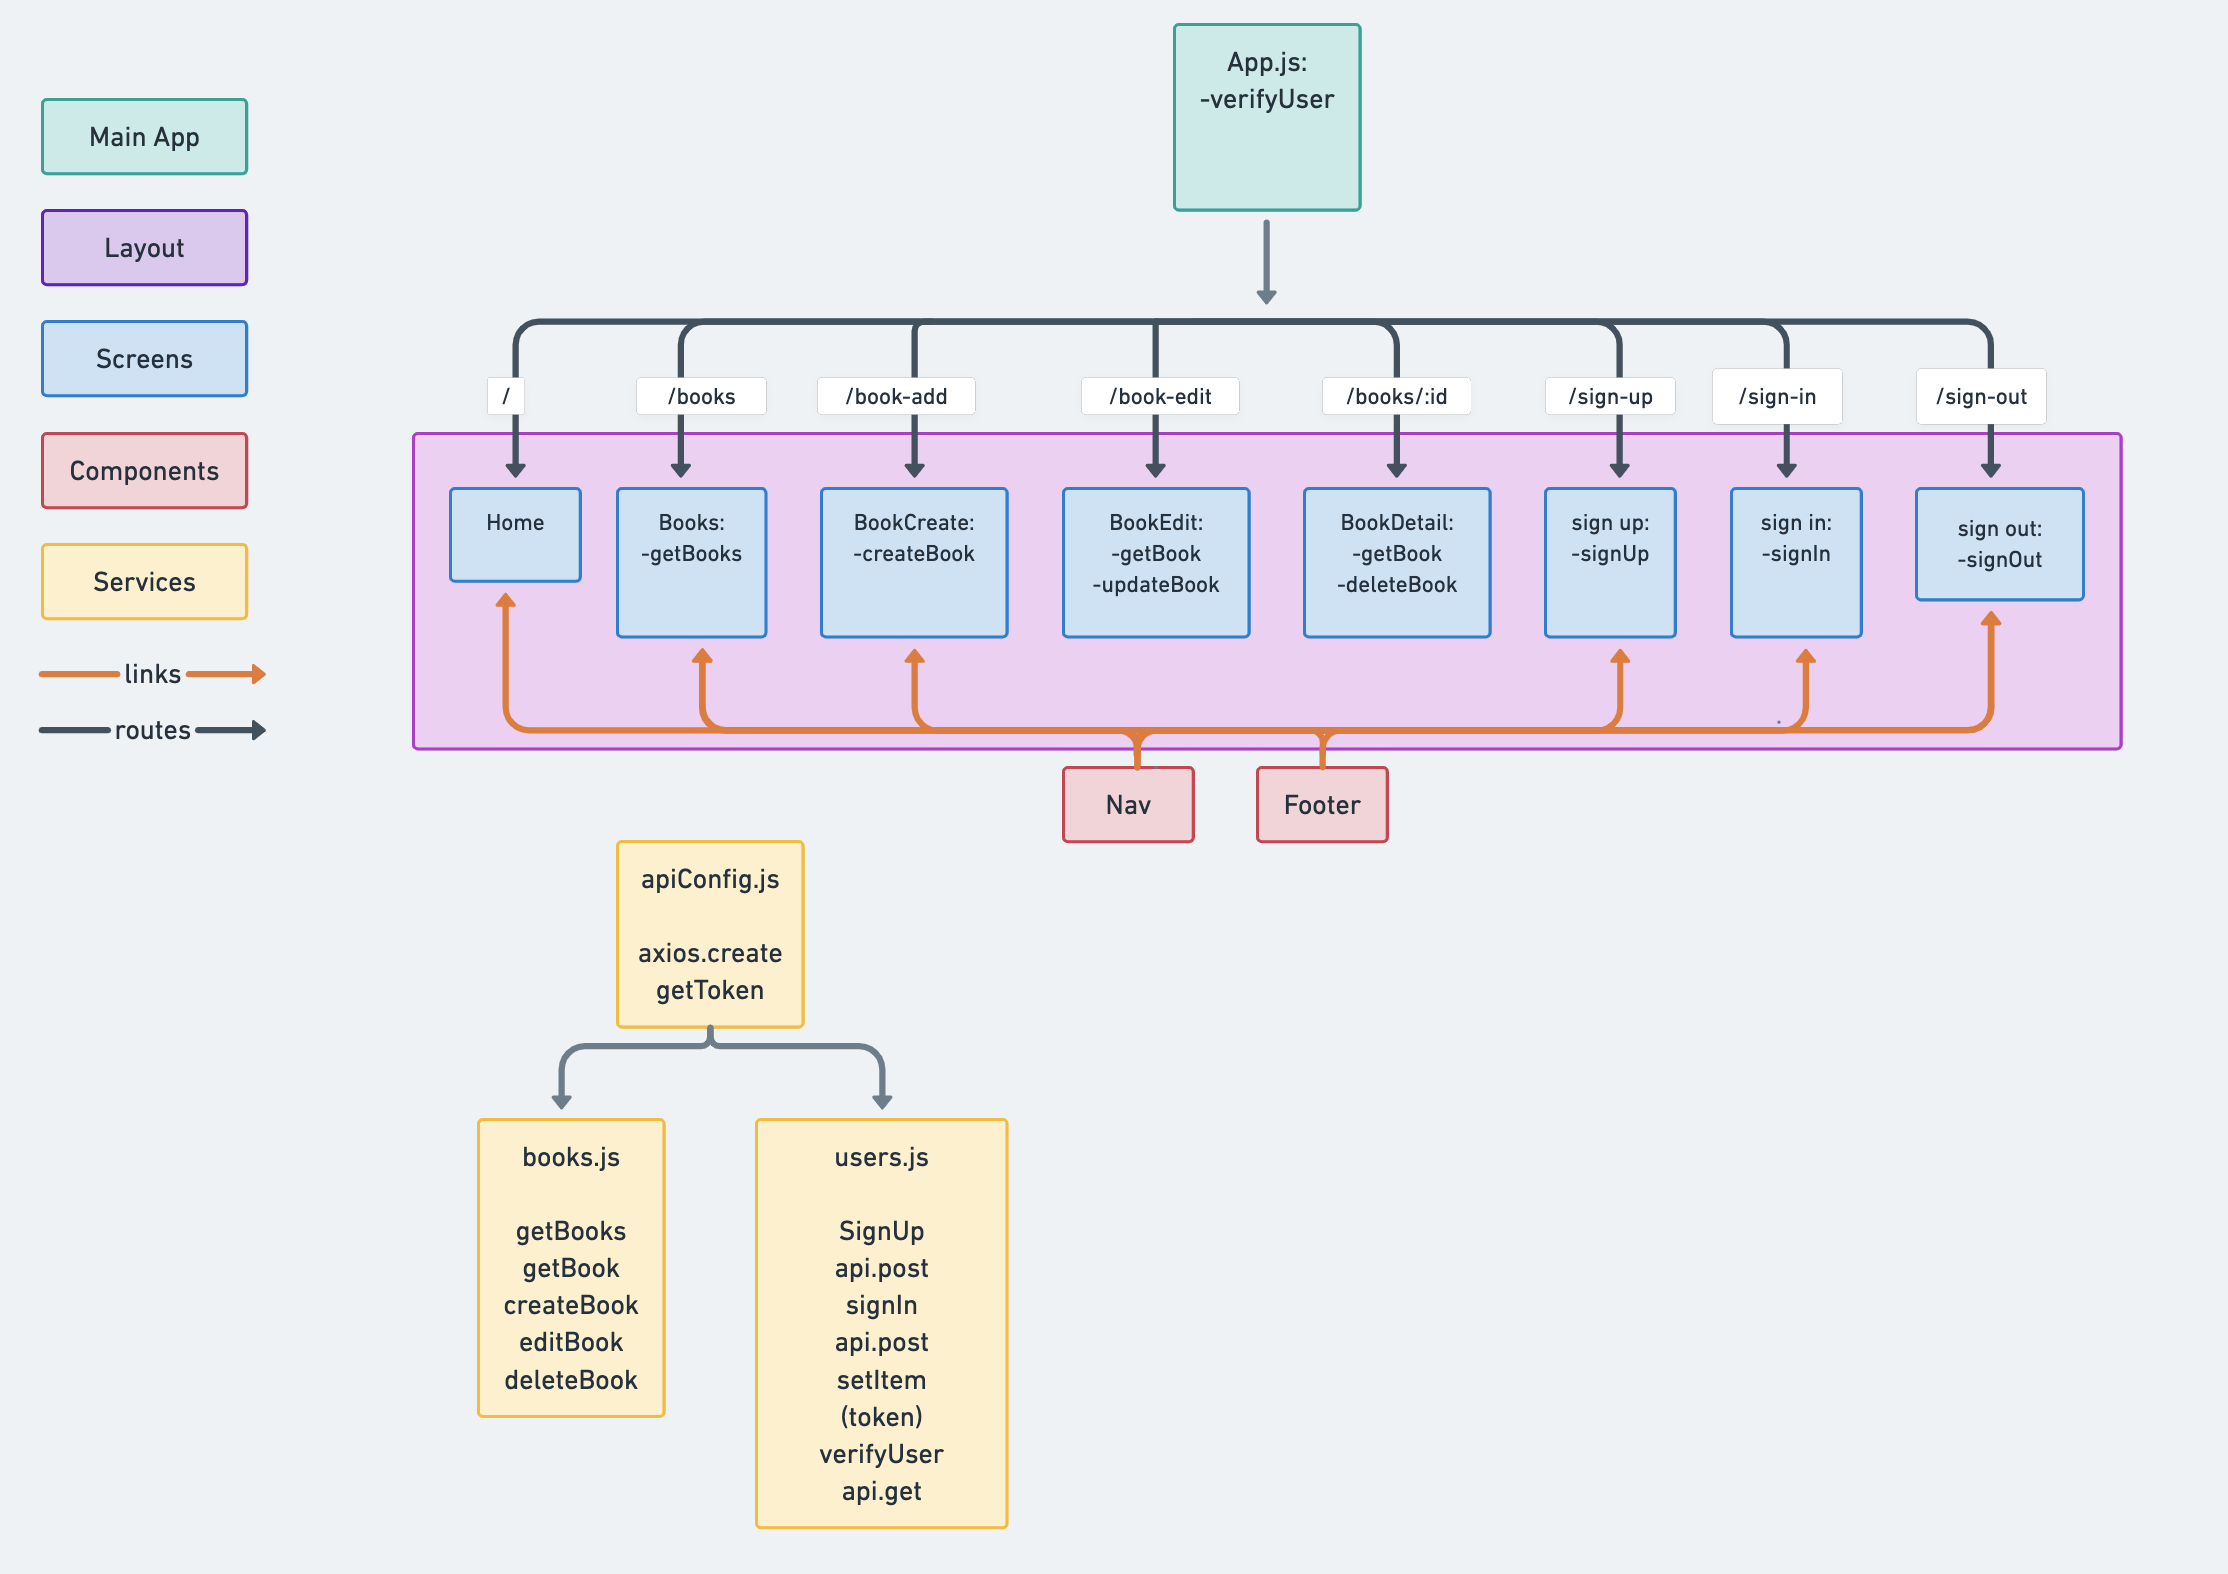 App.js:
-verifyUser
Main App
Layout
Screens
Components
Services
links
routes
/
/books
/book-add
/book-edit
/books/:id
/sign-up
/sign-in
/sign-out
Home
Books:
-getBooks
BookCreate:
-createBook
BookEdit:
-getBook
-updateBook
BookDetail:
-getBook
-deleteBook
sign up:
-signUp
sign in:
-signIn
sign out:
-signOut
Nav
Footer
apiConfig.js
axios.create
getToken
books.js
getBooks
getBook
createBook
editBook
deleteBook
users.js
SignUp
api.post
signIn
api.post
setItem
(token)
verifyUser
api.get